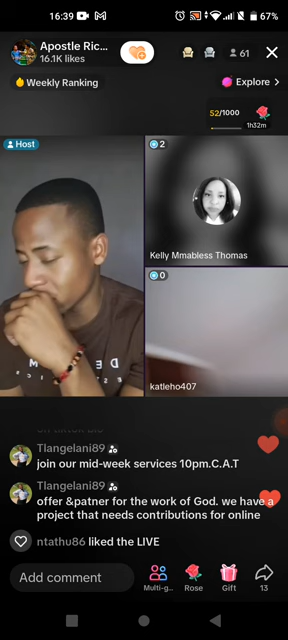 16:39
67%
Apostle Ric...
16.1K likes
61
Weekly Ranking
Explore >
52/1000
1h32m
Host
2
Kelly Mmabless Thomas
0
katleho407
Tlangelani89
join our mid-week services 10pm.C.A.T
Tlangelani89
offer &patner for the work of God. we have a
project that needs contributions for online
ntathu86 liked the LIVE
Add comment
Multi-g...
Rose
Gift
13